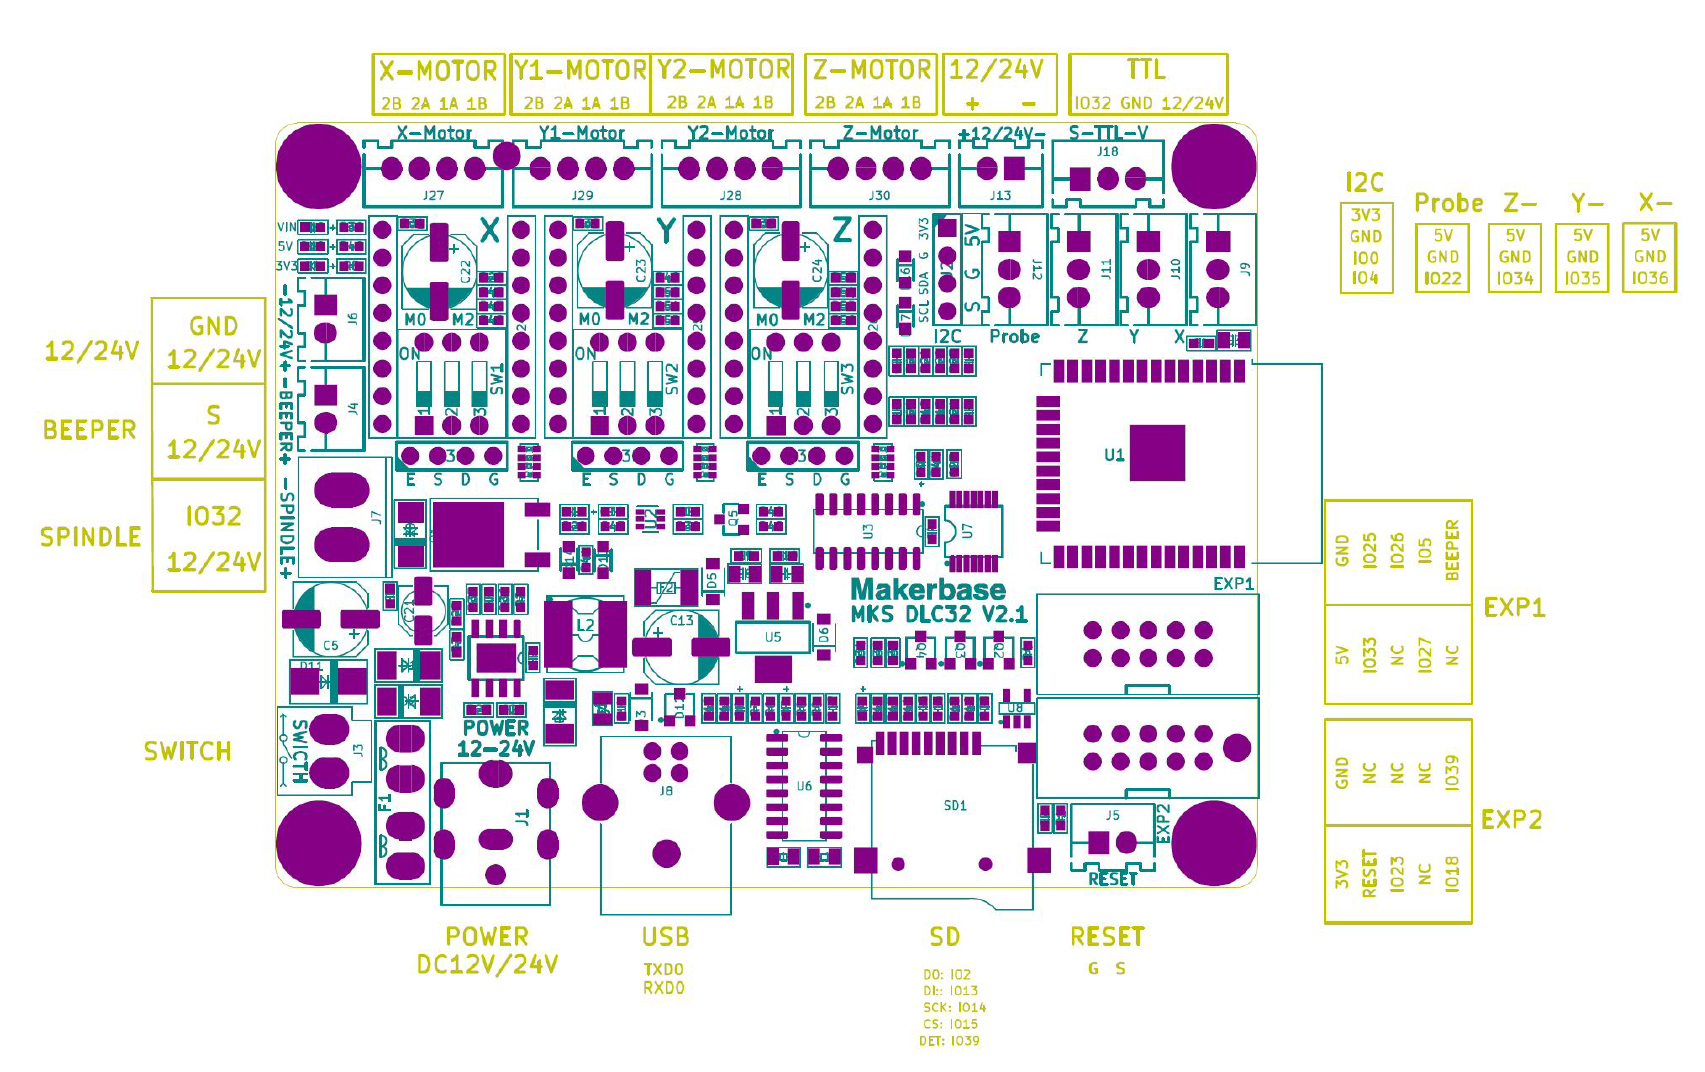 X-MOTOR Y1-MOTOR Y2-MOTOR Z-MOTOR 12/24V TTL
2B 2A 1A 1B 2B 2A 1A 1B 2B 2A 1A 1B 2B 2A 1A 1B + - IO32 GND 12/24V
X-Motor Y1-Motor Y2-Motor Z-Motor +12/24V- S-TTL-V
J27 J29 J28 J30 J13 J18
I2C
3V3
GND
IO0
IO4
Probe
5V
GND
IO22
Z-
5V
GND
IO34
Y-
5V
GND
IO35
X-
5V
GND
IO36
VIN
5V
3V3
X Y Z
C22 C23 C24
M0 M2 M0 M2 M0 M2
ON ON
SW1 SW2 SW3
1 2 3 1 2 3 1 2 3
3V3
G
SDA
SCL
5V
G
S
J12 J11 J10 J9
I2C Probe Z Y X
12/24V
GND
12/24V
BEEPER
S
12/24V
SPINDLE
IO32
12/24V
-12/24V+
J6
-BEEPER+
J4
-SPINDLE+
J7
E S D G E S D G E S D G
U1
U2 Q5 U3 U7
Makerbase
MKS DLC32 V2.1
EXP1
C5 C21 L2 F2 D5 C13 U5 D6
D11
U8
SWITCH
SWICTH
J3
F1
POWER
12-24V
J1
J8
U6
SD1
J5
EXP2
RESET
GND IO25 IO26 IO5 BEEPER
5V IO33 NC IO27 NC
EXP1
GND NC NC NC IO39
3V3 RESET IO23 NC IO18
EXP2
POWER
DC12V/24V
USB
TXD0
RXD0
SD
DO: IO2
DI:: IO13
SCK: IO14
CS: IO15
DET: IO39
RESET
G S